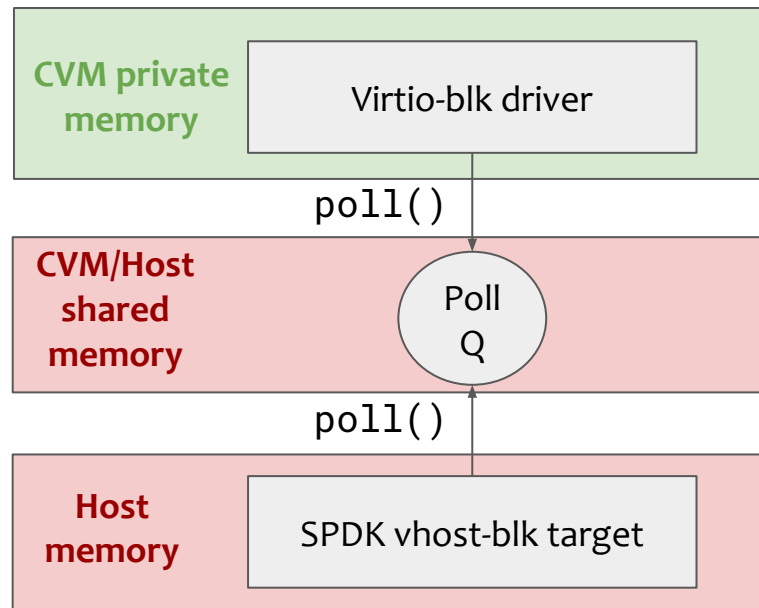 CVM private
memory
Virtio-blk driver
poll()
CVM/Host
shared
memory
Poll
Q
poll()
Host
memory
SPDK vhost-blk target